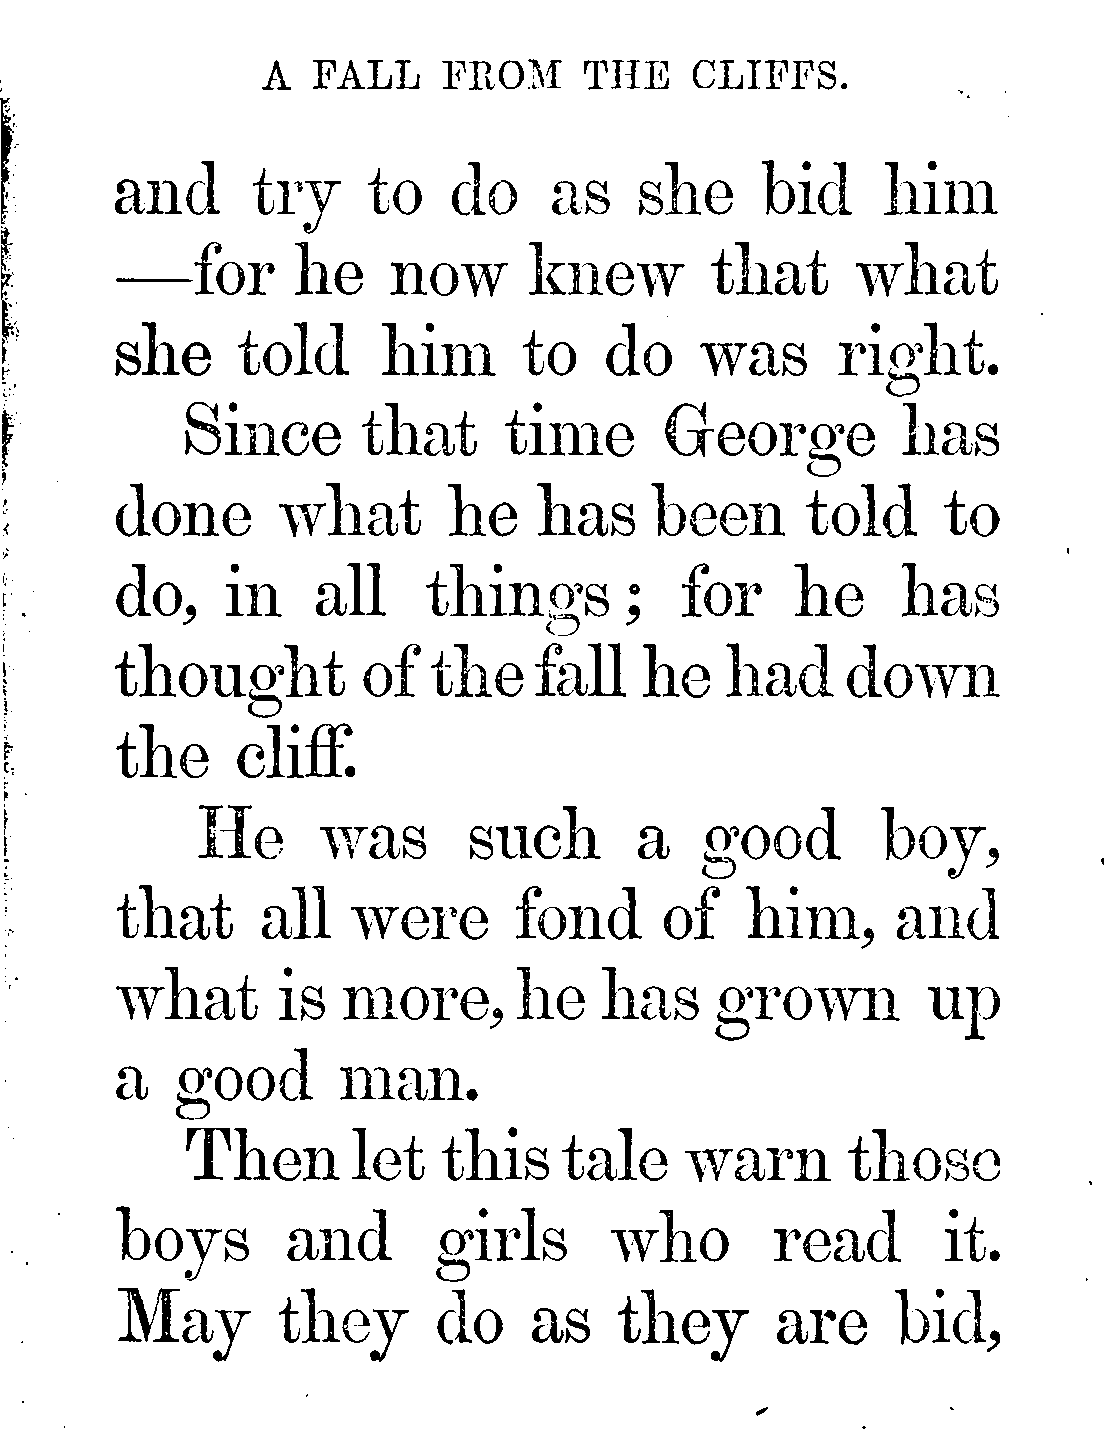 A FALL FROM THE CLIFFS.
and try to do as she bid him
—for he now knew that what
she told him to do was right.
Since that time George has
done what he has been told to
do, in all things; for he has
thought of the fall he had down
the cliff.
He was such a good boy,
that all were fond of him, and
what is more, he has grown up
a good man.
Then let this tale warn those
boys and girls who read it.
May they do as they are bid,